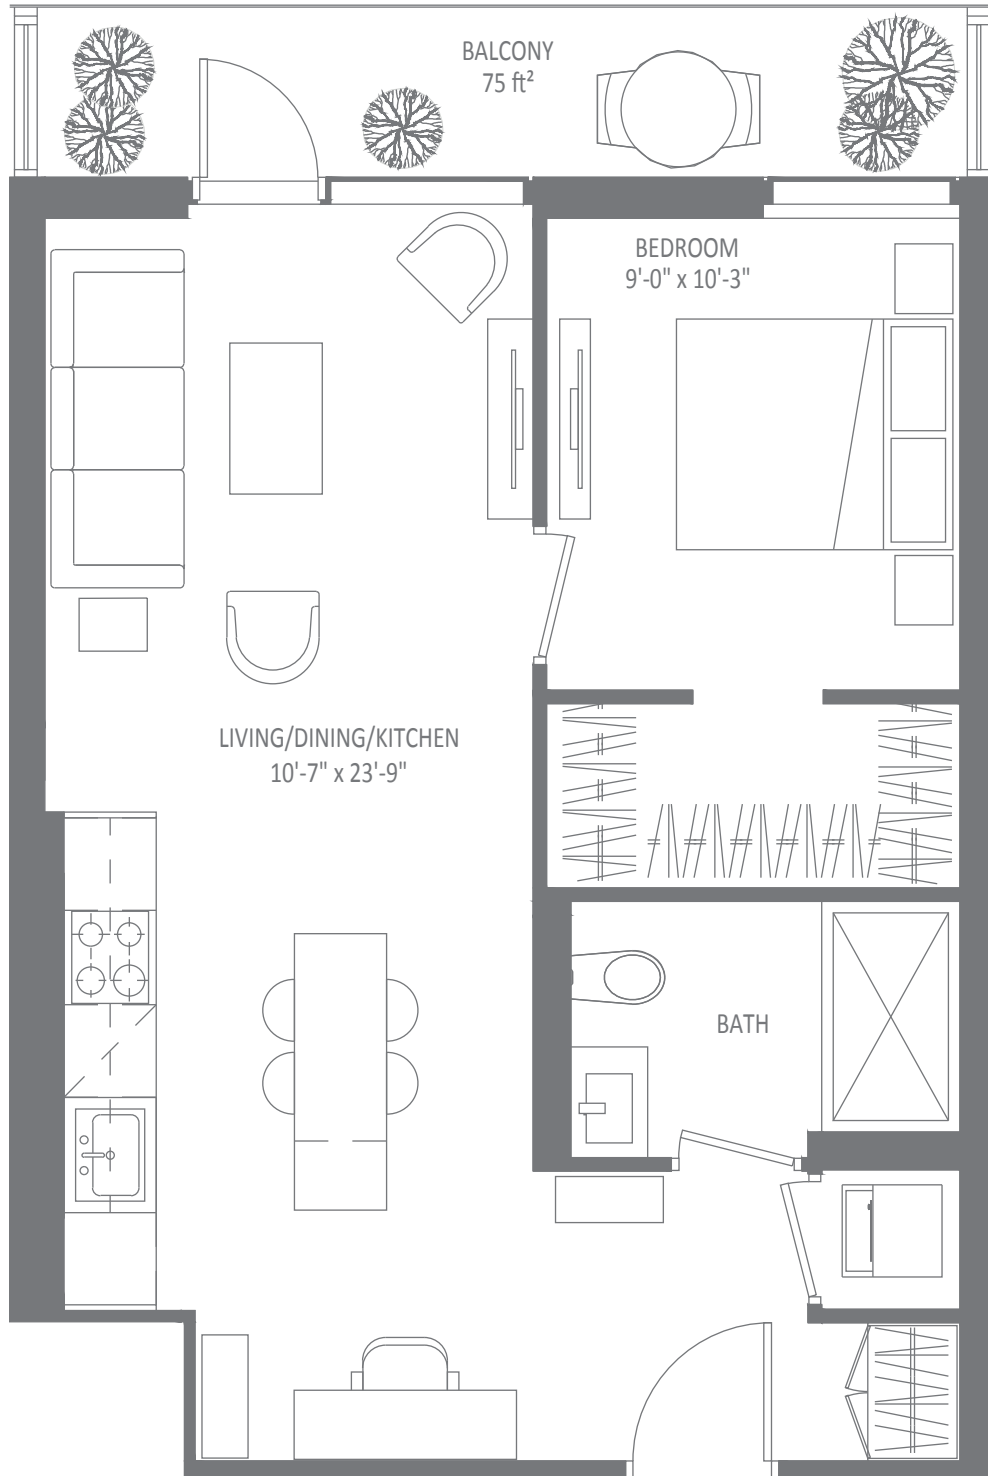 BALCONY
75 ft²
BEDROOM
9'-0" x 10'-3"
LIVING/DINING/KITCHEN
10'-7" x 23'-9"
BATH